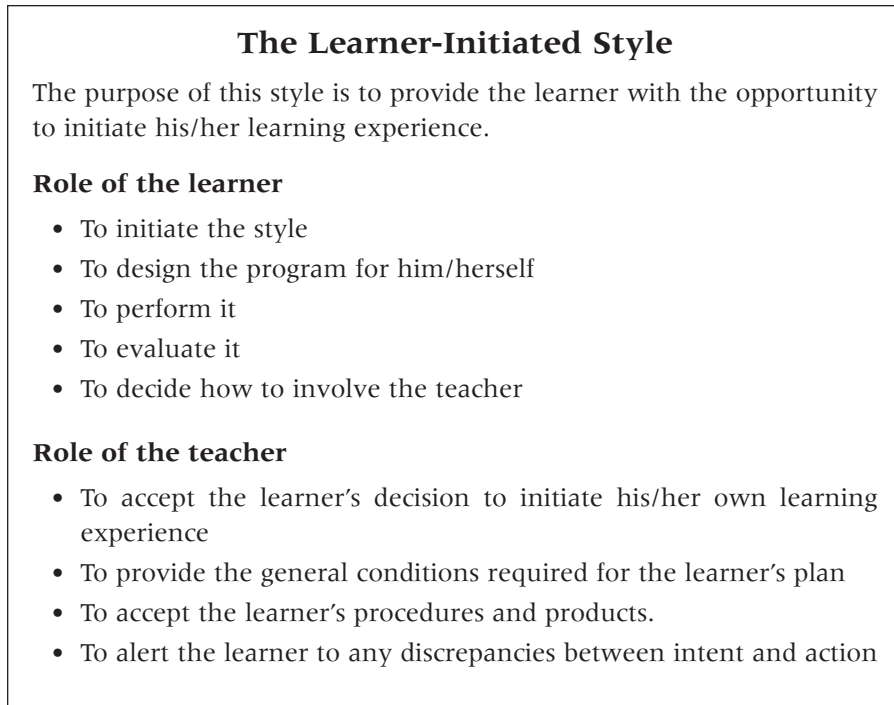 The Learner-Initiated Style
The purpose of this style is to provide the learner with the opportunity
to initiate his/her learning experience.
Role of the learner
• To initiate the style
• To design the program for him/herself
• To perform it
• To evaluate it
• To decide how to involve the teacher
Role of the teacher
• To accept the learner's decision to initiate his/her own learning
experience
• To provide the general conditions required for the learner's plan
• To accept the learner's procedures and products.
• To alert the learner to any discrepancies between intent and action